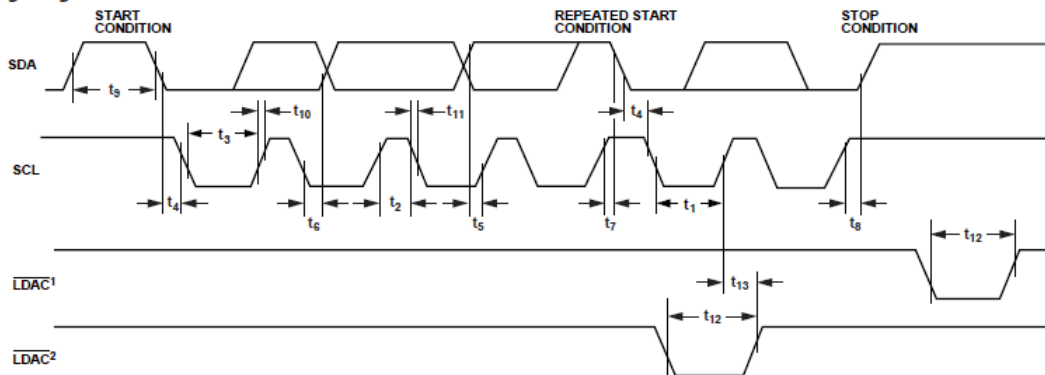 START CONDITION
REPEATED START CONDITION
STOP CONDITION
SDA
t9
t10
t11
t4
t3
SCL
t4
t6
t2
t5
t7
t1
t8
t12
LDAC1
t13
t12
LDAC2